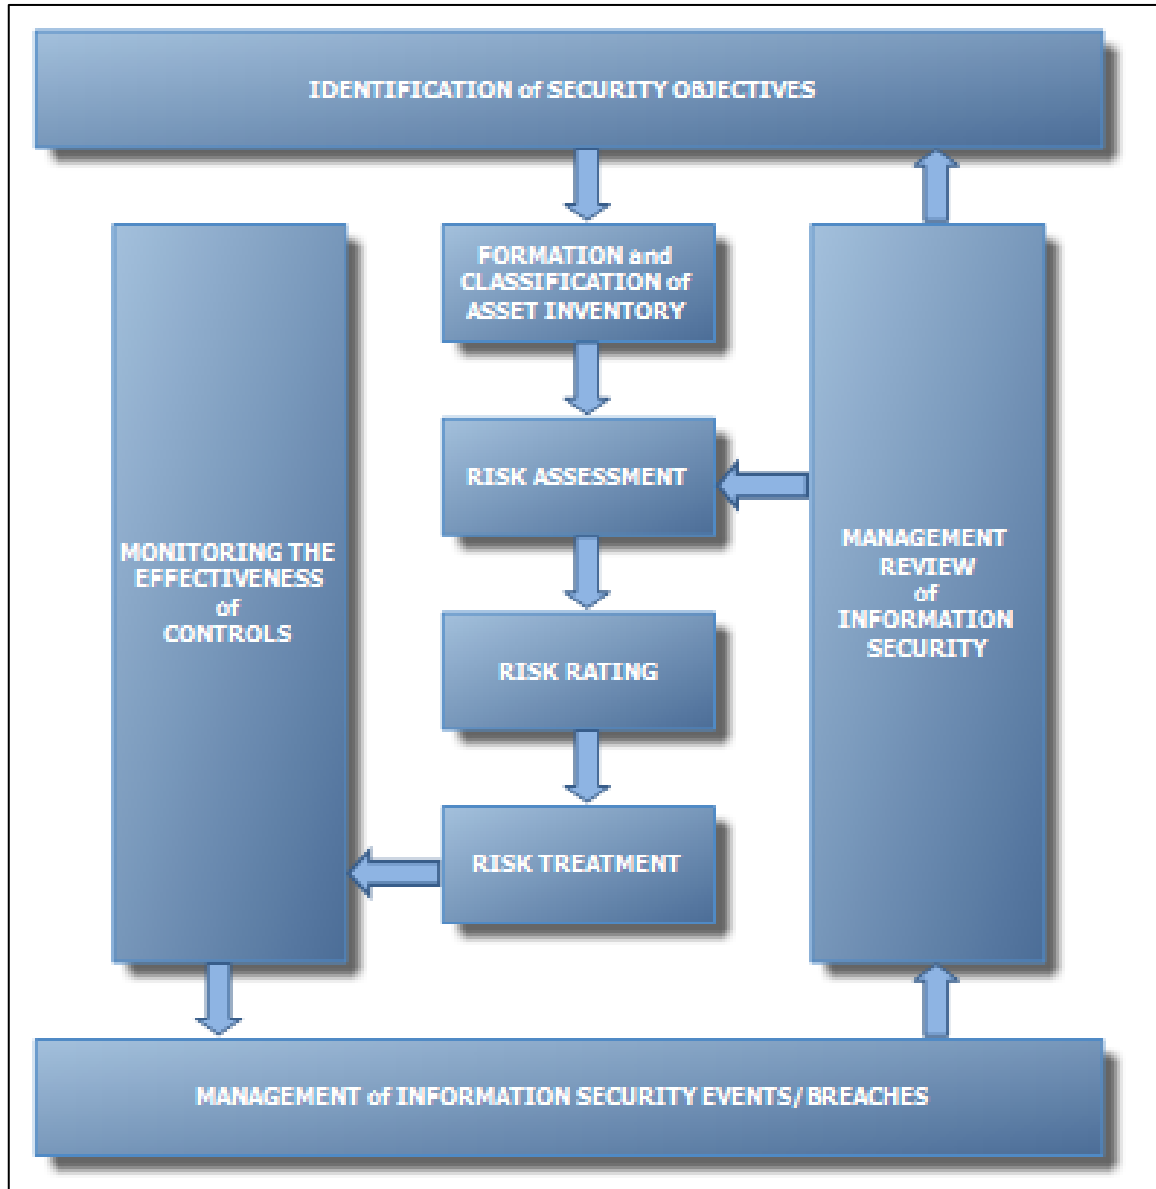 IDENTIFICATION of SECURITY OBJECTIVES
FORMATION and
CLASSIFICATION of
ASSET INVENTORY
RISK ASSESSMENT
MONITORING THE
EFFECTIVENESS
of
CONTROLS
MANAGEMENT
REVIEW
of
INFORMATION
SECURITY
RISK RATING
RISK TREATMENT
MANAGEMENT of INFORMATION SECURITY EVENTS/BREACHES